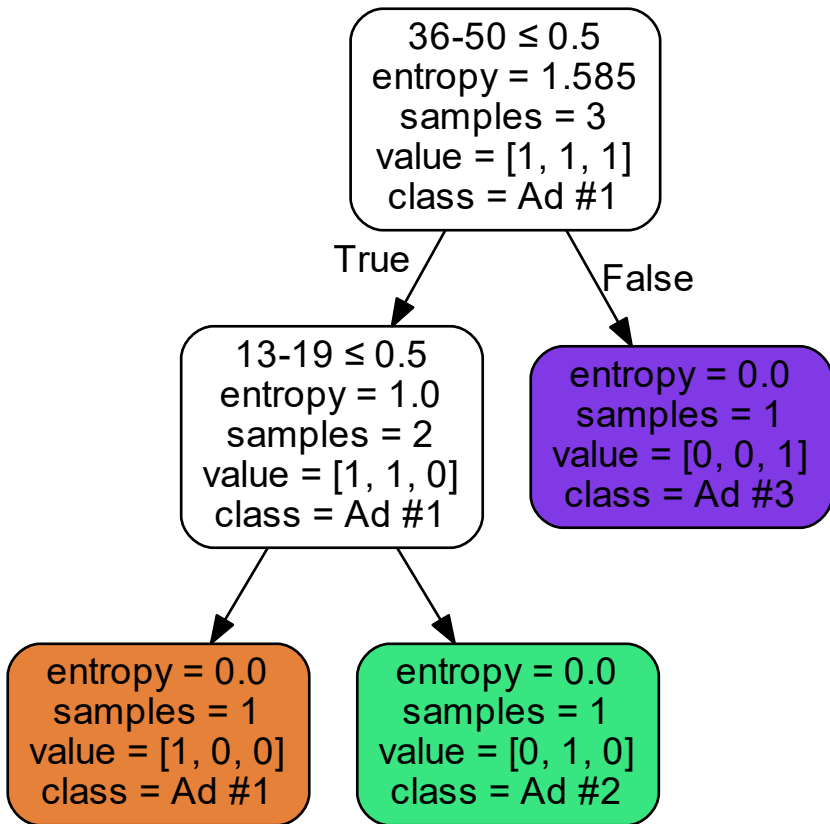 36-50 ≤ 0.5
entropy = 1.585
samples = 3
value = [1, 1, 1]
class = Ad #1
True
False
13-19 ≤ 0.5
entropy = 1.0
samples = 2
value = [1, 1, 0]
class = Ad #1
entropy = 0.0
samples = 1
value = [0, 0, 1]
class = Ad #3
entropy = 0.0
samples = 1
value = [1, 0, 0]
class = Ad #1
entropy = 0.0
samples = 1
value = [0, 1, 0]
class = Ad #2